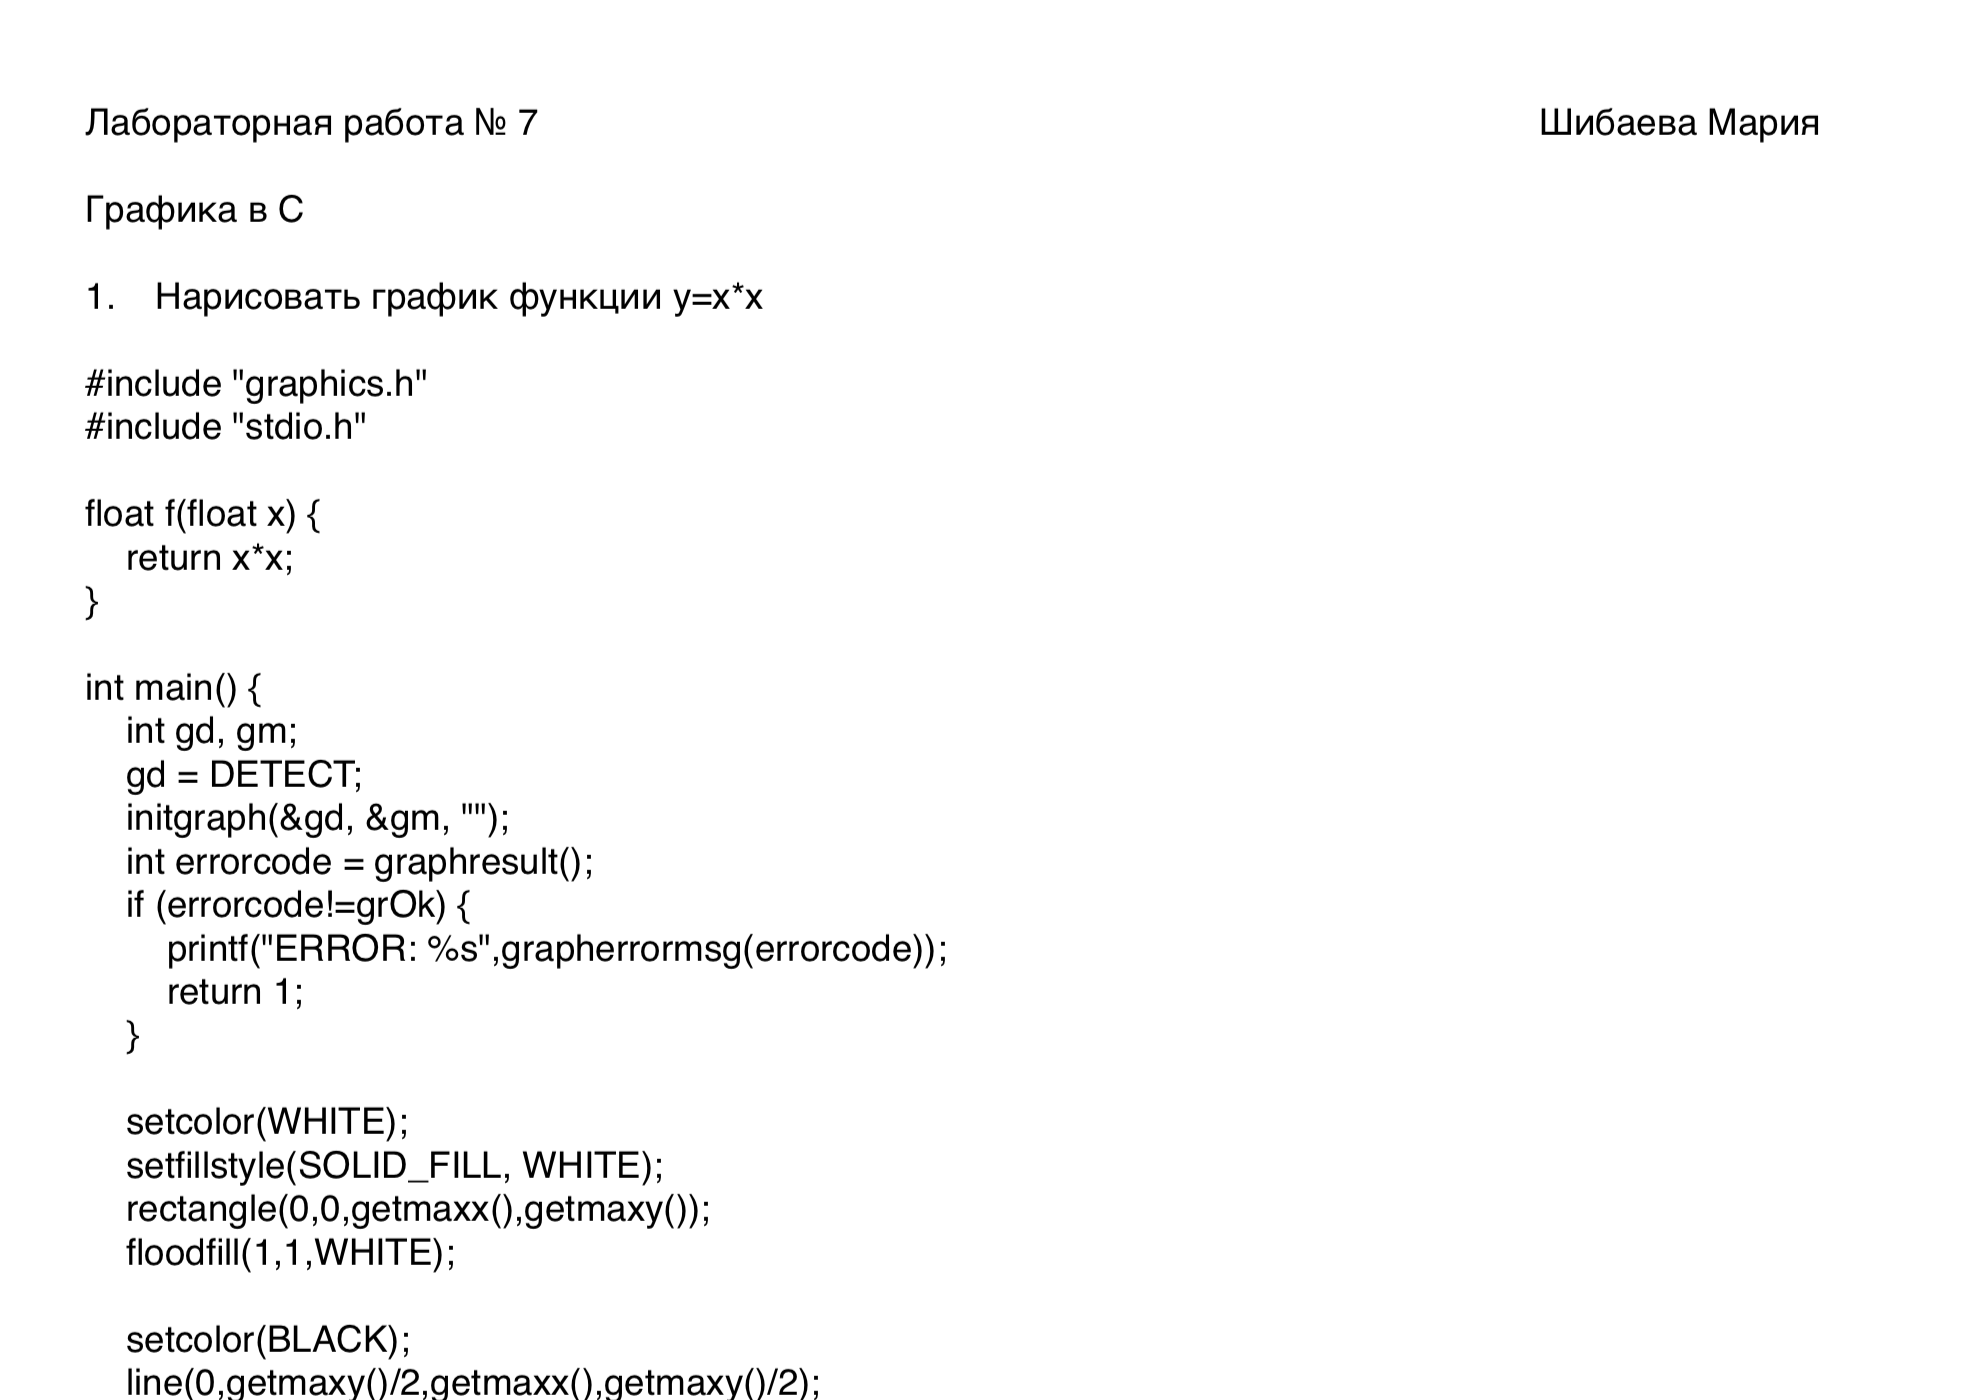 Лабораторная работа № 7 Шибаева Мария
Графика в С
1. Нарисовать график функции y=x*x
#include "graphics.h"
#include "stdio.h"
float f(float x) {
return x*x;
}
int main() {
int gd, gm;
gd = DETECT;
initgraph(&gd, &gm, "");
int errorcode = graphresult();
if (errorcode!=grOk) {
printf("ERROR: %s",grapherrormsg(errorcode));
return 1;
}
setcolor(WHITE);
setfillstyle(SOLID_FILL, WHITE);
rectangle(0,0,getmaxx(),getmaxy());
floodfill(1,1,WHITE);
setcolor(BLACK);
line(0,getmaxy()/2,getmaxx(),getmaxy()/2);